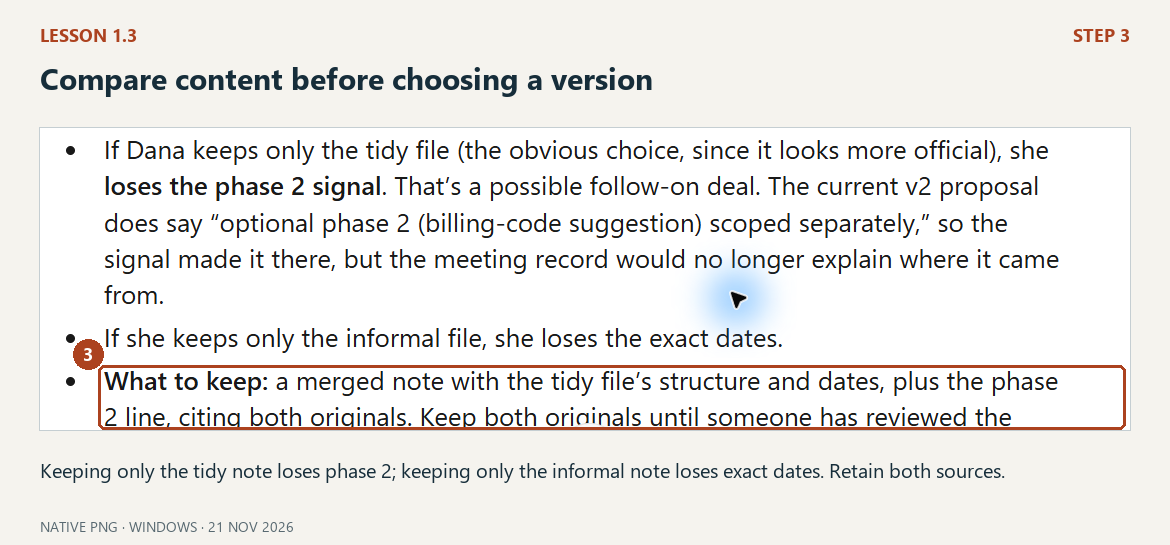 LESSON 1.3
STEP 3
Compare content before choosing a version
• If Dana keeps only the tidy file (the obvious choice, since it looks more official), she
loses the phase 2 signal. That’s a possible follow-on deal. The current v2 proposal
does say “optional phase 2 (billing-code suggestion) scoped separately,” so the
signal made it there, but the meeting record would no longer explain where it came
from.
• If she keeps only the informal file, she loses the exact dates.
3
• What to keep: a merged note with the tidy file’s structure and dates, plus the phase
2 line, citing both originals. Keep both originals until someone has reviewed the
Keeping only the tidy note loses phase 2; keeping only the informal note loses exact dates. Retain both sources.
NATIVE PNG · WINDOWS · 21 NOV 2026